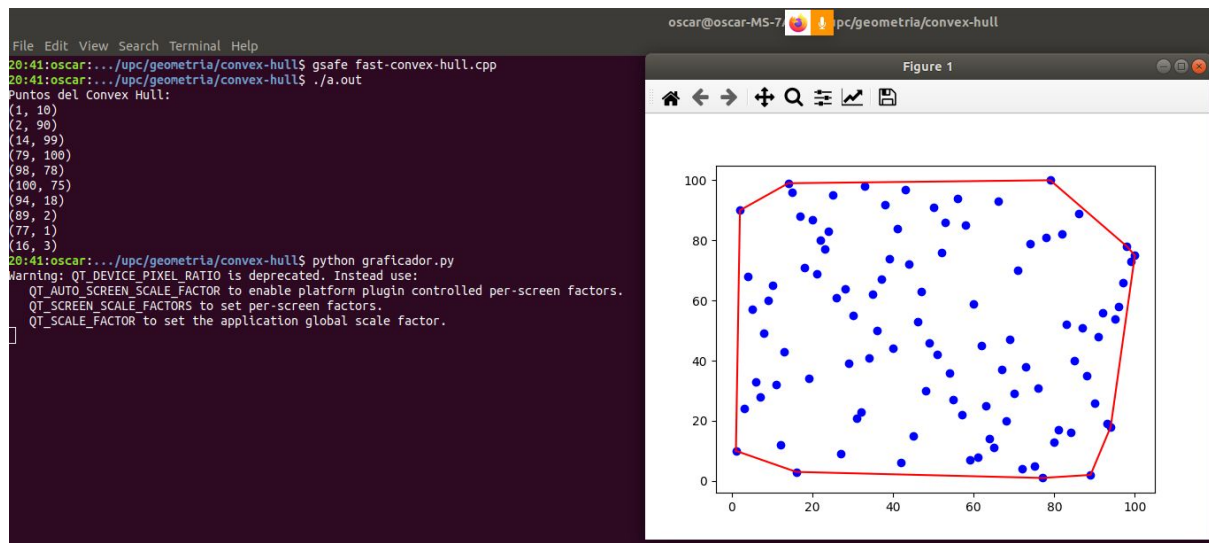 oscar@oscar-MS-7/ upc/geometria/convex-hull
File Edit View Search Terminal Help
20:41:oscar:.../upc/geometria/convex-hull$ gsafe fast-convex-hull.cpp
20:41:oscar:.../upc/geometria/convex-hull$ ./a.out
Puntos del Convex Hull:
(1, 10)
(2, 90)
(14, 99)
(79, 100)
(98, 78)
(100, 75)
(94, 18)
(89, 2)
(77, 1)
(16, 3)
20:41:oscar:.../upc/geometria/convex-hull$ python graficador.py
Warning: QT_DEVICE_PIXEL_RATIO is deprecated. Instead use:
QT_AUTO_SCREEN_SCALE_FACTOR to enable platform plugin controlled per-screen factors.
QT_SCREEN_SCALE_FACTORS to set per-screen factors.
QT_SCALE_FACTOR to set the application global scale factor.
Figure 1
100
80
60
40
20
0
0 20 40 60 80 100